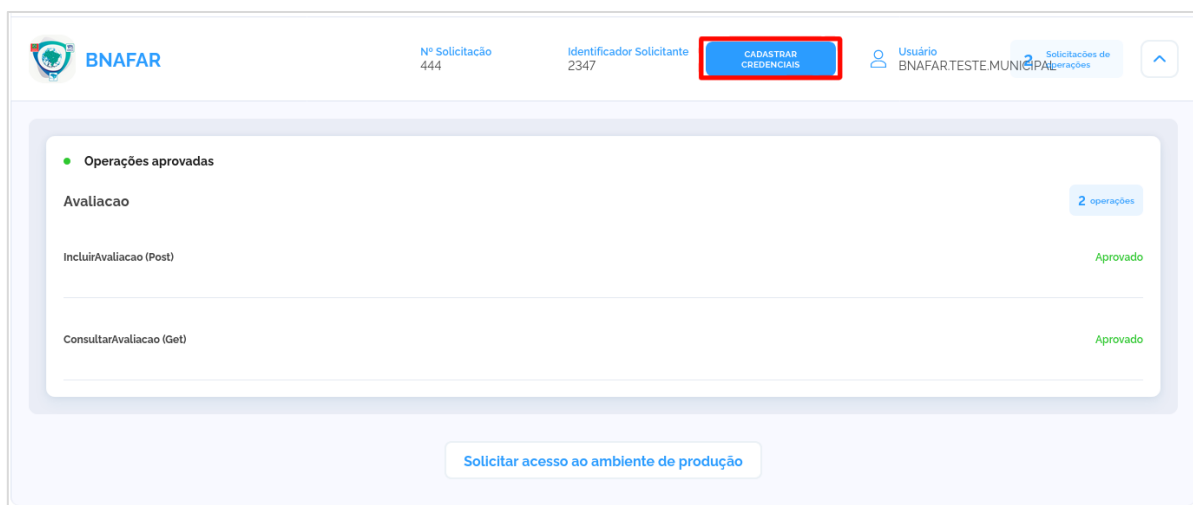 BNAFAR
Nº Solicitação
444
Identificador Solicitante
2347
CADASTRAR
CREDENCIAIS
Usuário
BNAFAR.TESTE.MUNICIPAL
2 Solicitacões de
operações
Operações aprovadas
Avaliacao
2 operações
IncluirAvaliacao (Post)
Aprovado
ConsultarAvaliacao (Get)
Aprovado
Solicitar acesso ao ambiente de produção